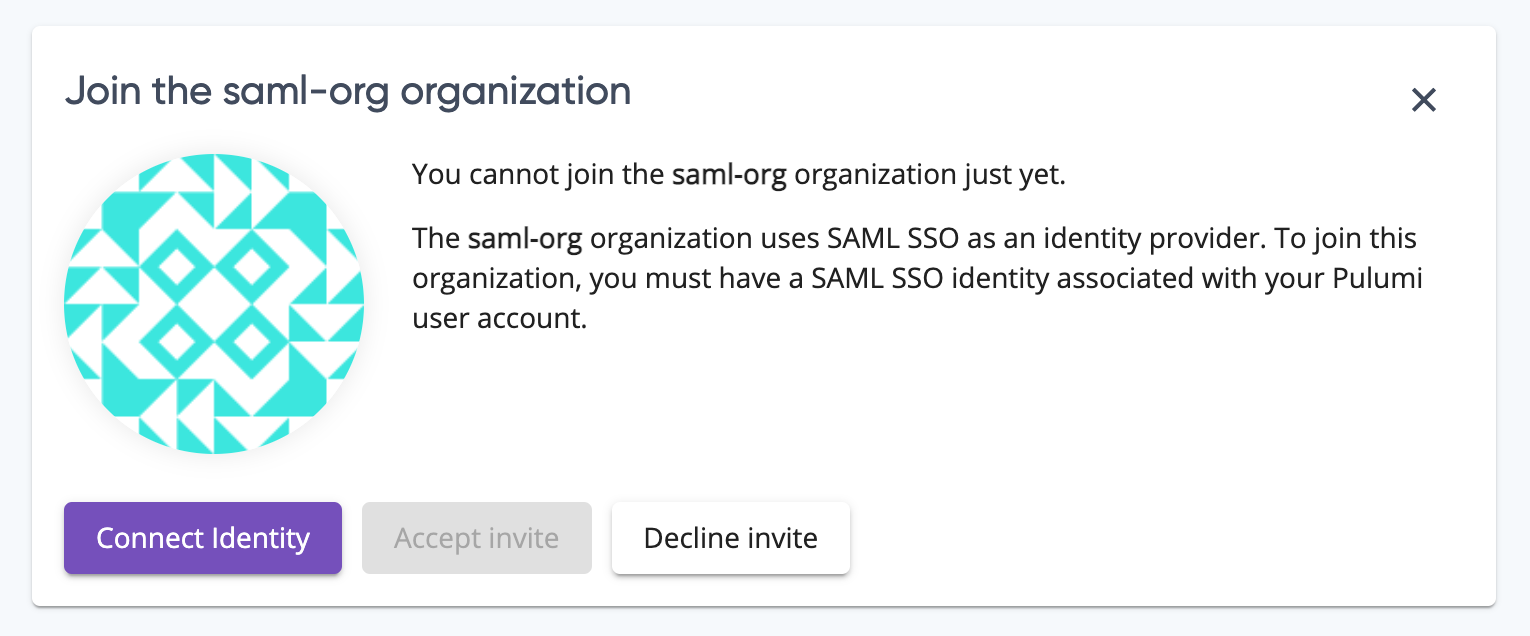 Join the saml-org organization
You cannot join the saml-org organization just yet.
The saml-org organization uses SAML SSO as an identity provider. To join this
organization, you must have a SAML SSO identity associated with your Pulumi
user account.
Connect Identity
Accept invite
Decline invite